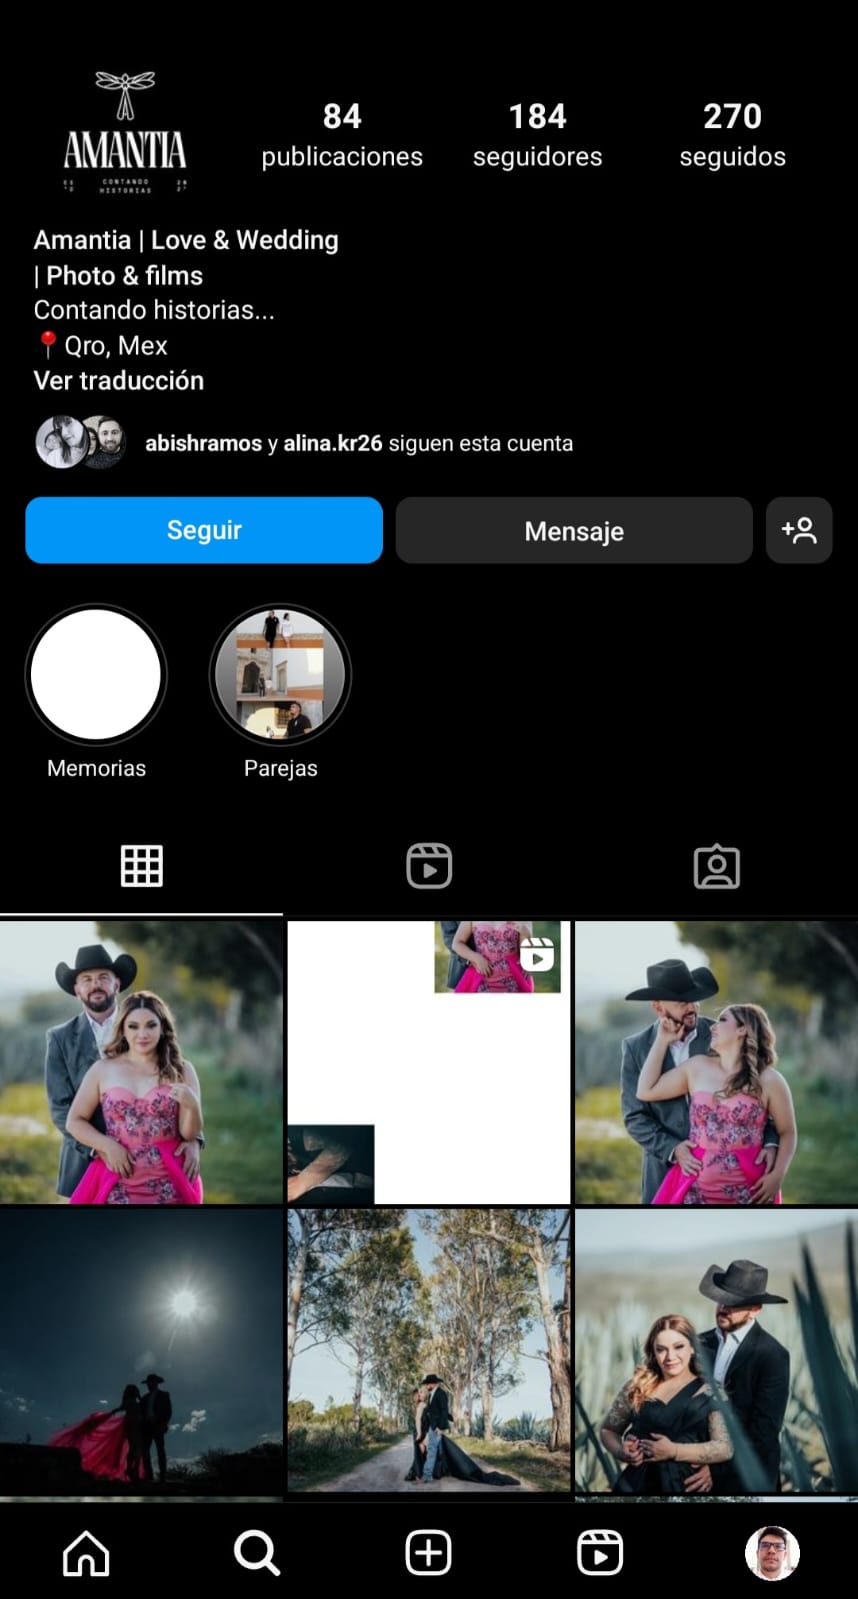 AMANTIA
CONTANDO
HISTORIAS
84
publicaciones
184
seguidores
270
seguidos
Amantia | Love & Wedding
| Photo & films
Contando historias...
📍Qro, Mex
Ver traducción
abishramos y alina.kr26 siguen esta cuenta
Seguir
Mensaje
Memorias
Parejas